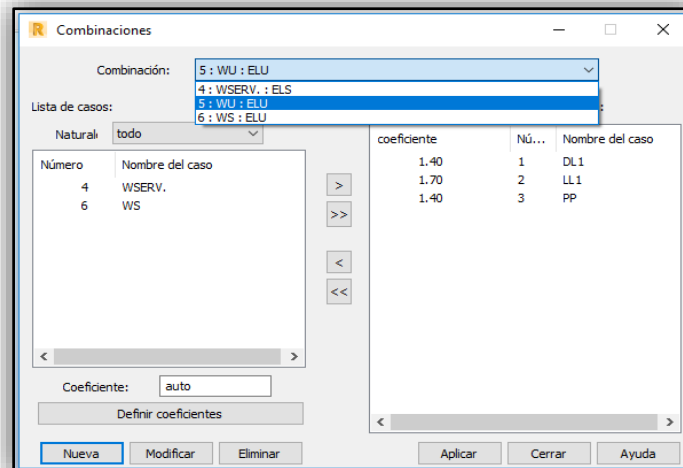 R Combinaciones
Combinación: 5 : WU : ELU
4 : WSERV. : ELS
5 : WU : ELU
6 : WS : ELU
Lista de casos: :
Natural todo
Número Nombre del caso
4 WSERV.
6 WS
>
>>
<
<<
coeficiente Nú... Nombre del caso
1.40 1 DL1
1.70 2 LL1
1.40 3 PP
Coeficiente: auto
Definir coeficientes
Nueva Modificar Eliminar Aplicar Cerrar Ayuda